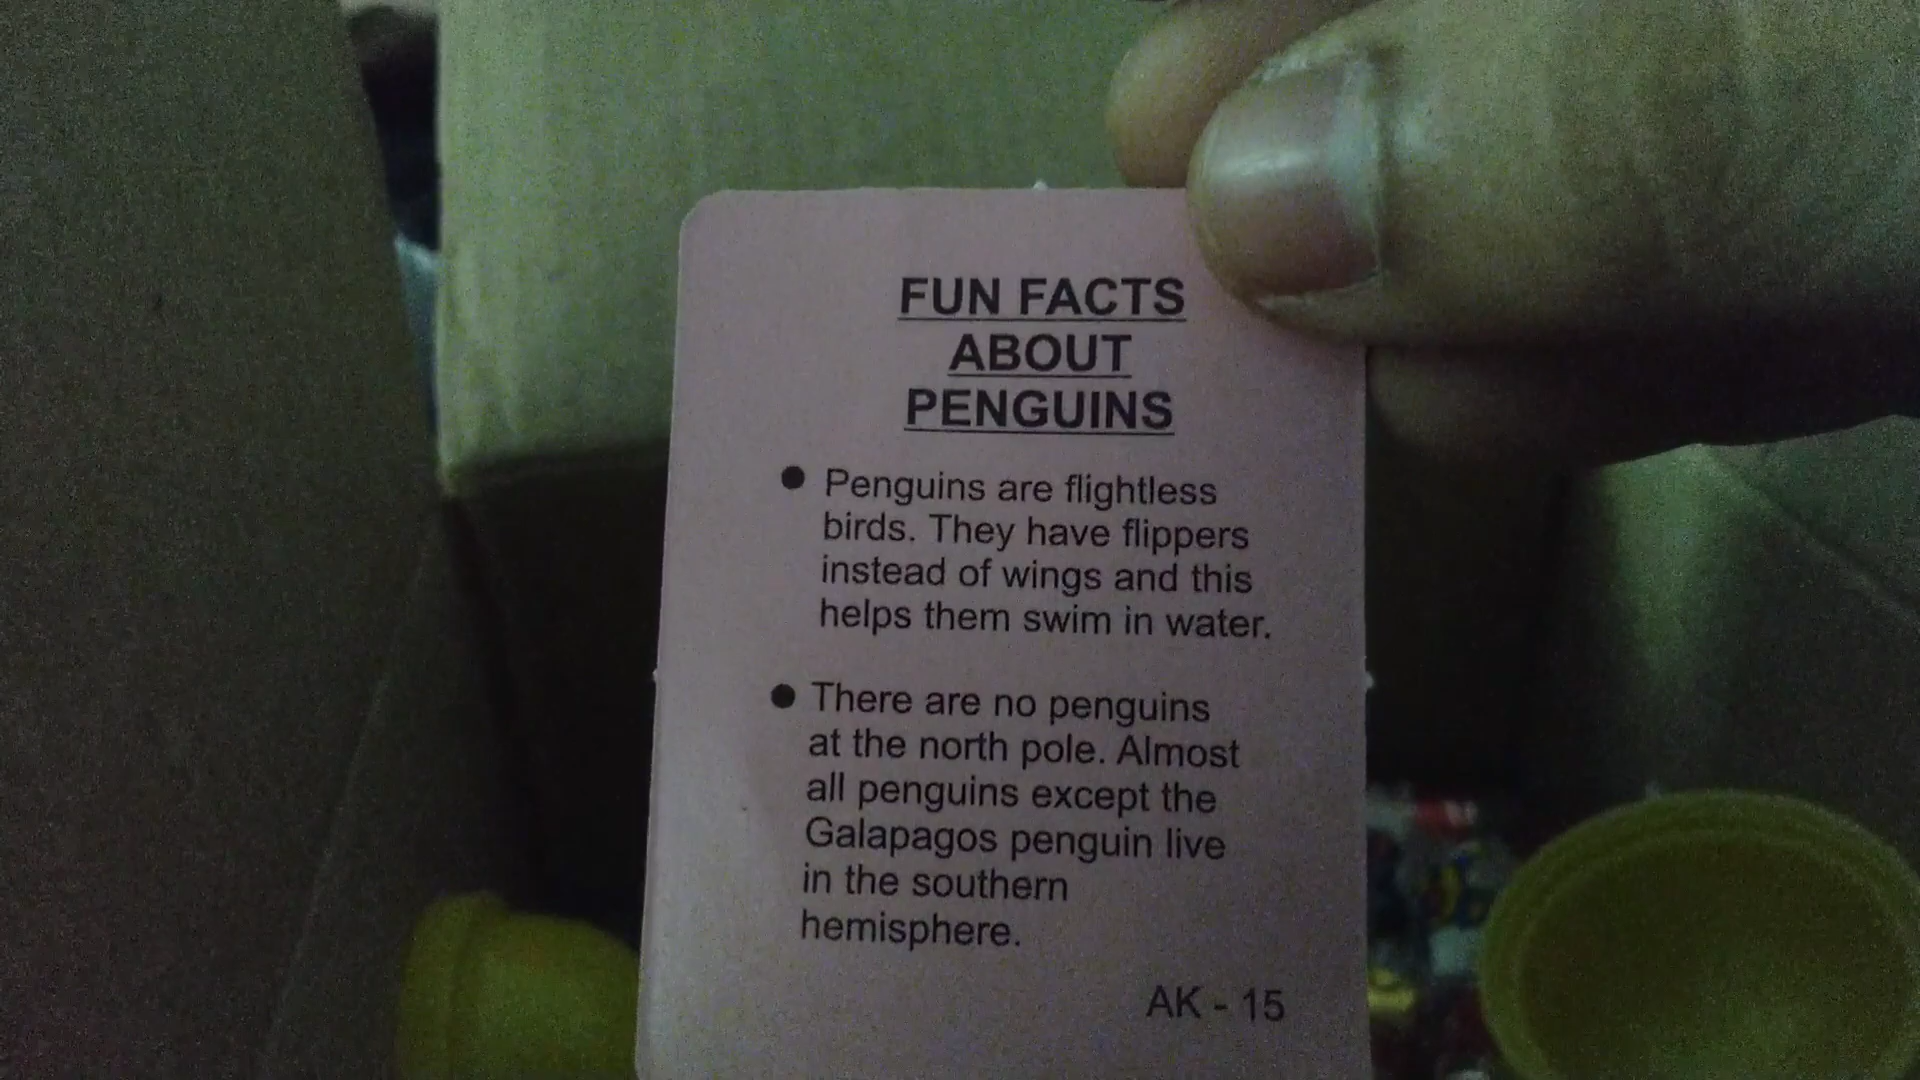 FUN FACTS
ABOUT
PENGUINS
● Penguins are flightless
birds. They have flippers
instead of wings and this
helps them swim in water.
● There are no penguins
at the north pole. Almost
all penguins except the
Galapagos penguin live
in the southern
hemisphere.
AK - 15